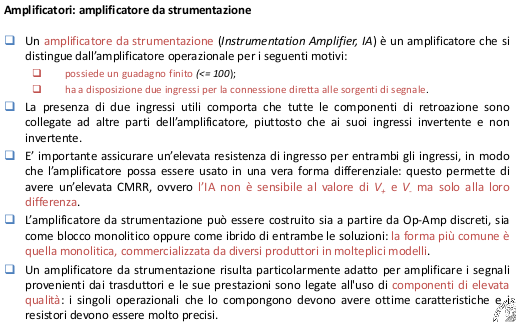 Amplificatori: amplificatore da strumentazione
Un amplificatore da strumentazione (Instrumentation Amplifier, IA) è un amplificatore che si
distingue dall’amplificatore operazionale per i seguenti motivi:
possiede un guadagno finito (<= 100);
ha a disposizione due ingressi per la connessione diretta alle sorgenti di segnale.
La presenza di due ingressi utili comporta che tutte le componenti di retroazione sono
collegate ad altre parti dell’amplificatore, piuttosto che ai suoi ingressi invertente e non
invertente.
E’ importante assicurare un’elevata resistenza di ingresso per entrambi gli ingressi, in modo
che l’amplificatore possa essere usato in una vera forma differenziale: questo permette di
avere un’elevata CMRR, ovvero l’IA non è sensibile al valore di V+ e V- ma solo alla loro
differenza.
L’amplificatore da strumentazione può essere costruito sia a partire da Op-Amp discreti, sia
come blocco monolitico oppure come ibrido di entrambe le soluzioni: la forma più comune è
quella monolitica, commercializzata da diversi produttori in molteplici modelli.
Un amplificatore da strumentazione risulta particolarmente adatto per amplificare i segnali
provenienti dai trasduttori e le sue prestazioni sono legate all'uso di componenti di elevata
qualità: i singoli operazionali che lo compongono devono avere ottime caratteristiche e i
resistori devono essere molto precisi.